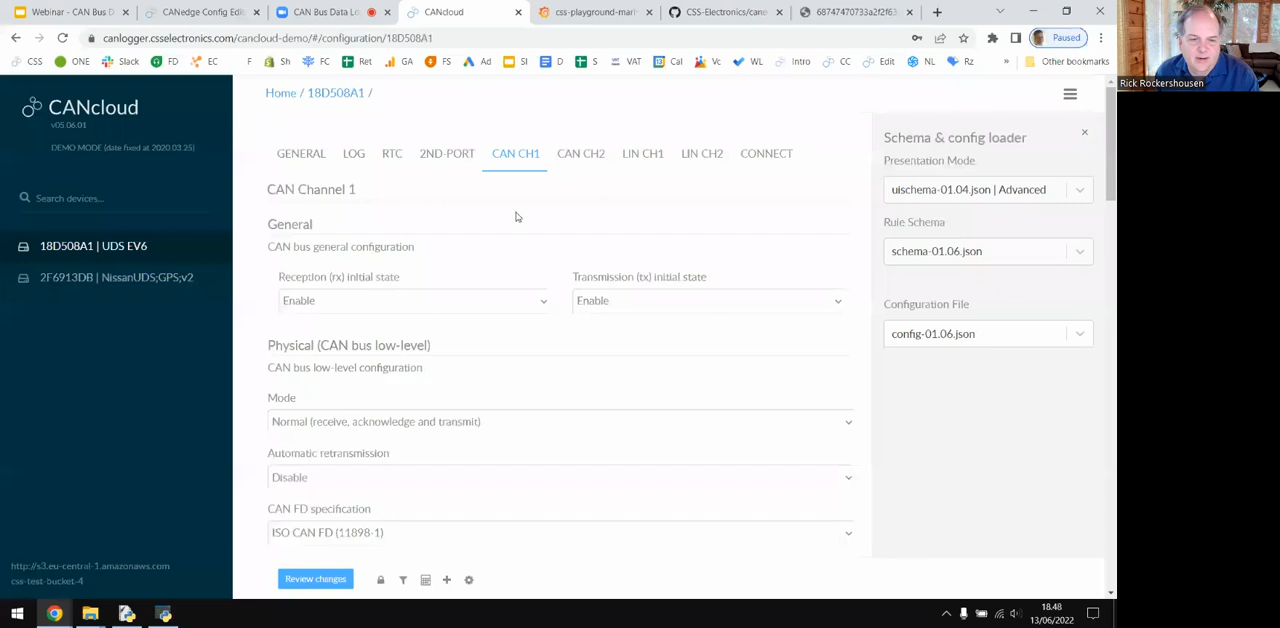 Webinar - CAN Bus D
CANedge Config Edi
CAN Bus Data Lo
CANcloud
css-playground-mari
CSS-Electronics/cane
68747470733a2f2f63
canlogger.csselectronics.com/cancloud-demo/#/configuration/18D508A1
Paused
CSS
ONE
Slack
FD
EC
F
Sh
FC
Ret
GA
FS
Ad
SI
D
S
VAT
Cal
Vc
WL
Intro
CC
Edit
NL
Rz
»
Other bookmarks
Rick Rockershousen
CANcloud
v05.06.01
DEMO MODE (date fixed at 2020.03.25)
Search devices...
18D508A1 | UDS EV6
2F6913DB | NissanUDS;GPS;v2
http://s3.eu-central-1.amazonaws.com
css-test-bucket-4
Home / 18D508A1 /
GENERAL
LOG
RTC
2ND-PORT
CAN CH1
CAN CH2
LIN CH1
LIN CH2
CONNECT
CAN Channel 1
General
CAN bus general configuration
Reception (rx) initial state
Transmission (tx) initial state
Enable
Enable
Physical (CAN bus low-level)
CAN bus low-level configuration
Mode
Normal (receive, acknowledge and transmit)
Automatic retransmission
Disable
CAN FD specification
ISO CAN FD (11898-1)
Review changes
Schema & config loader
Presentation Mode
uischema-01.04.json | Advanced
Rule Schema
schema-01.06.json
Configuration File
config-01.06.json
18.48
13/06/2022